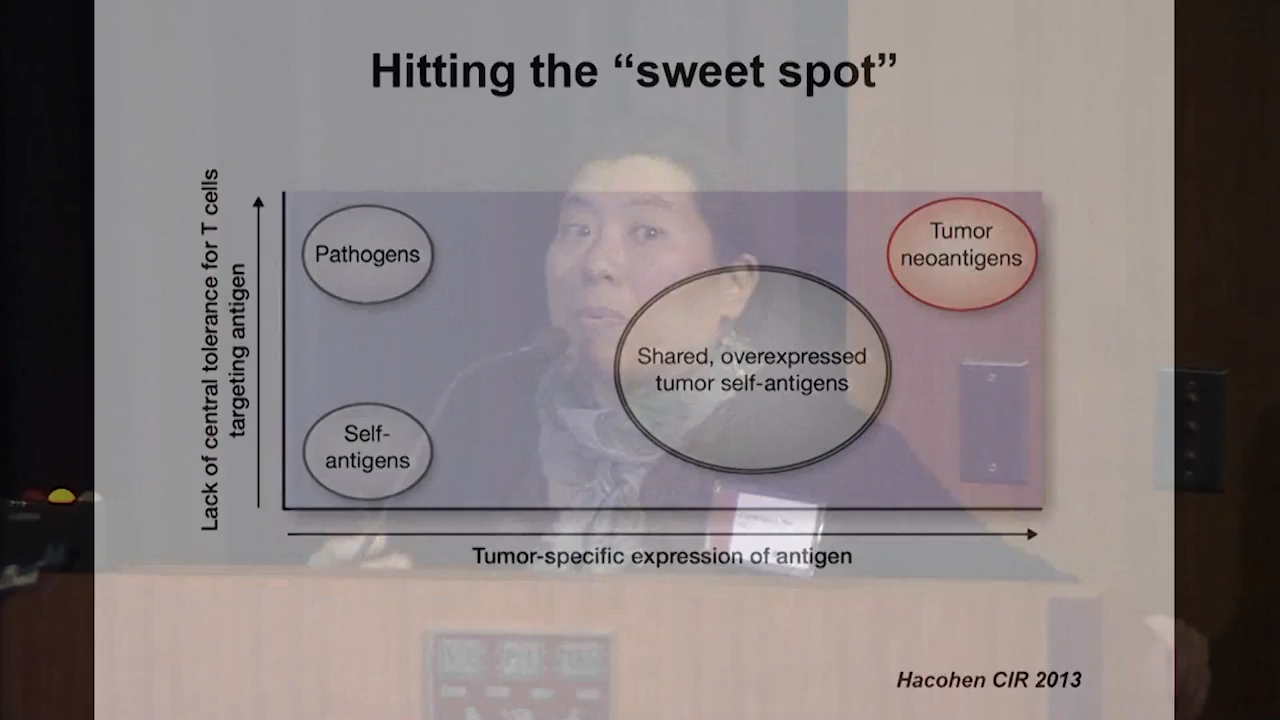 Hitting the “sweet spot”
Lack of central tolerance for T cells
targeting antigen
Pathogens
Tumor
neoantigens
Shared, overexpressed
tumor self-antigens
Self-
antigens
Tumor-specific expression of antigen
Hacohen CIR 2013